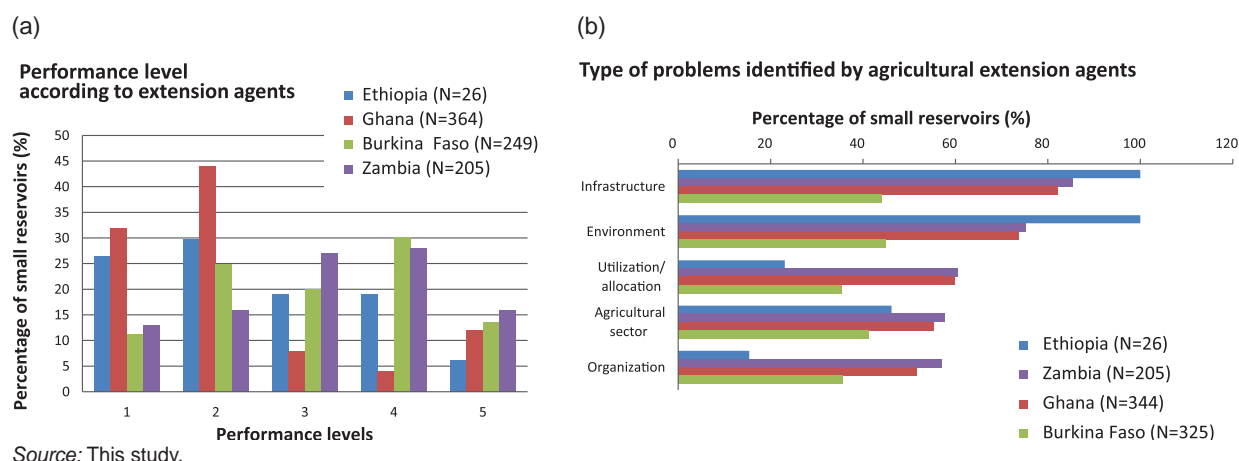 (a)
Performance level
according to extension agents
Ethiopia (N=26)
Ghana (N=364)
Burkina Faso (N=249)
Zambia (N=205)
Percentage of small reservoirs (%)
50
45
40
35
30
25
20
15
10
5
0
1 2 3 4 5
Performance levels
Source: This study.
(b)
Type of problems identified by agricultural extension agents
Percentage of small reservoirs (%)
0 20 40 60 80 100 120
Infrastructure
Environment
Utilization/
allocation
Agricultural
sector
Organization
Ethiopia (N=26)
Zambia (N=205)
Ghana (N=344)
Burkina Faso (N=325)